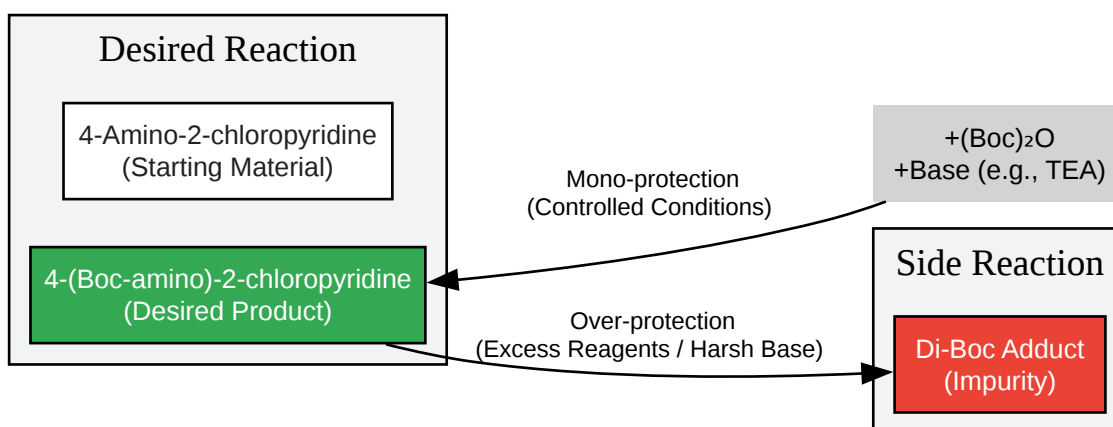 Desired Reaction
4-Amino-2-chloropyridine
(Starting Material)
+(Boc)₂O
+Base (e.g., TEA)
Mono-protection
(Controlled Conditions)
4-(Boc-amino)-2-chloropyridine
(Desired Product)
Side Reaction
Over-protection
(Excess Reagents / Harsh Base)
Di-Boc Adduct
(Impurity)